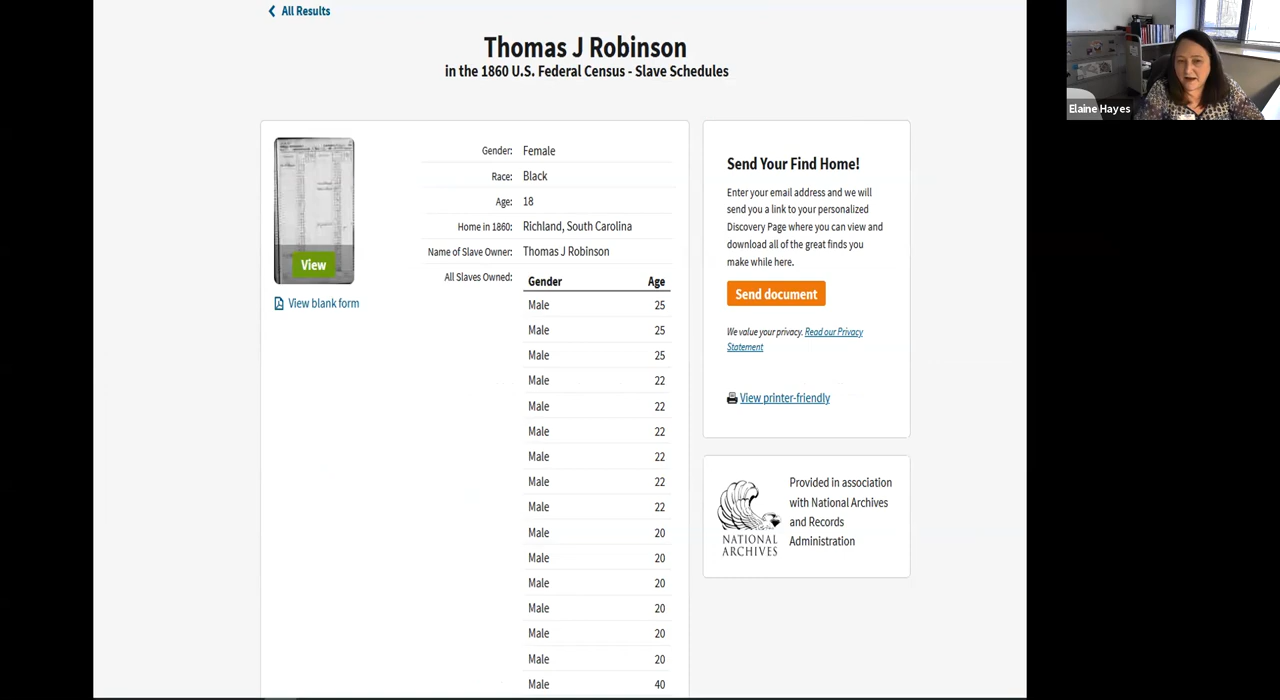 All Results
Thomas J Robinson
in the 1860 U.S. Federal Census - Slave Schedules
View
View blank form
Gender: Female
Race: Black
Age: 18
Home in 1860: Richland, South Carolina
Name of Slave Owner: Thomas J Robinson
All Slaves Owned:
Gender Age
Male 25
Male 25
Male 25
Male 22
Male 22
Male 22
Male 22
Male 22
Male 22
Male 20
Male 20
Male 20
Male 20
Male 20
Male 20
Male 40
Send Your Find Home!
Enter your email address and we will
send you a link to your personalized
Discovery Page where you can view and
download all of the great finds you
make while here.
Send document
We value your privacy. Read our Privacy
Statement
View printer-friendly
NATIONAL
ARCHIVES
Provided in association
with National Archives
and Records
Administration
Elaine Hayes